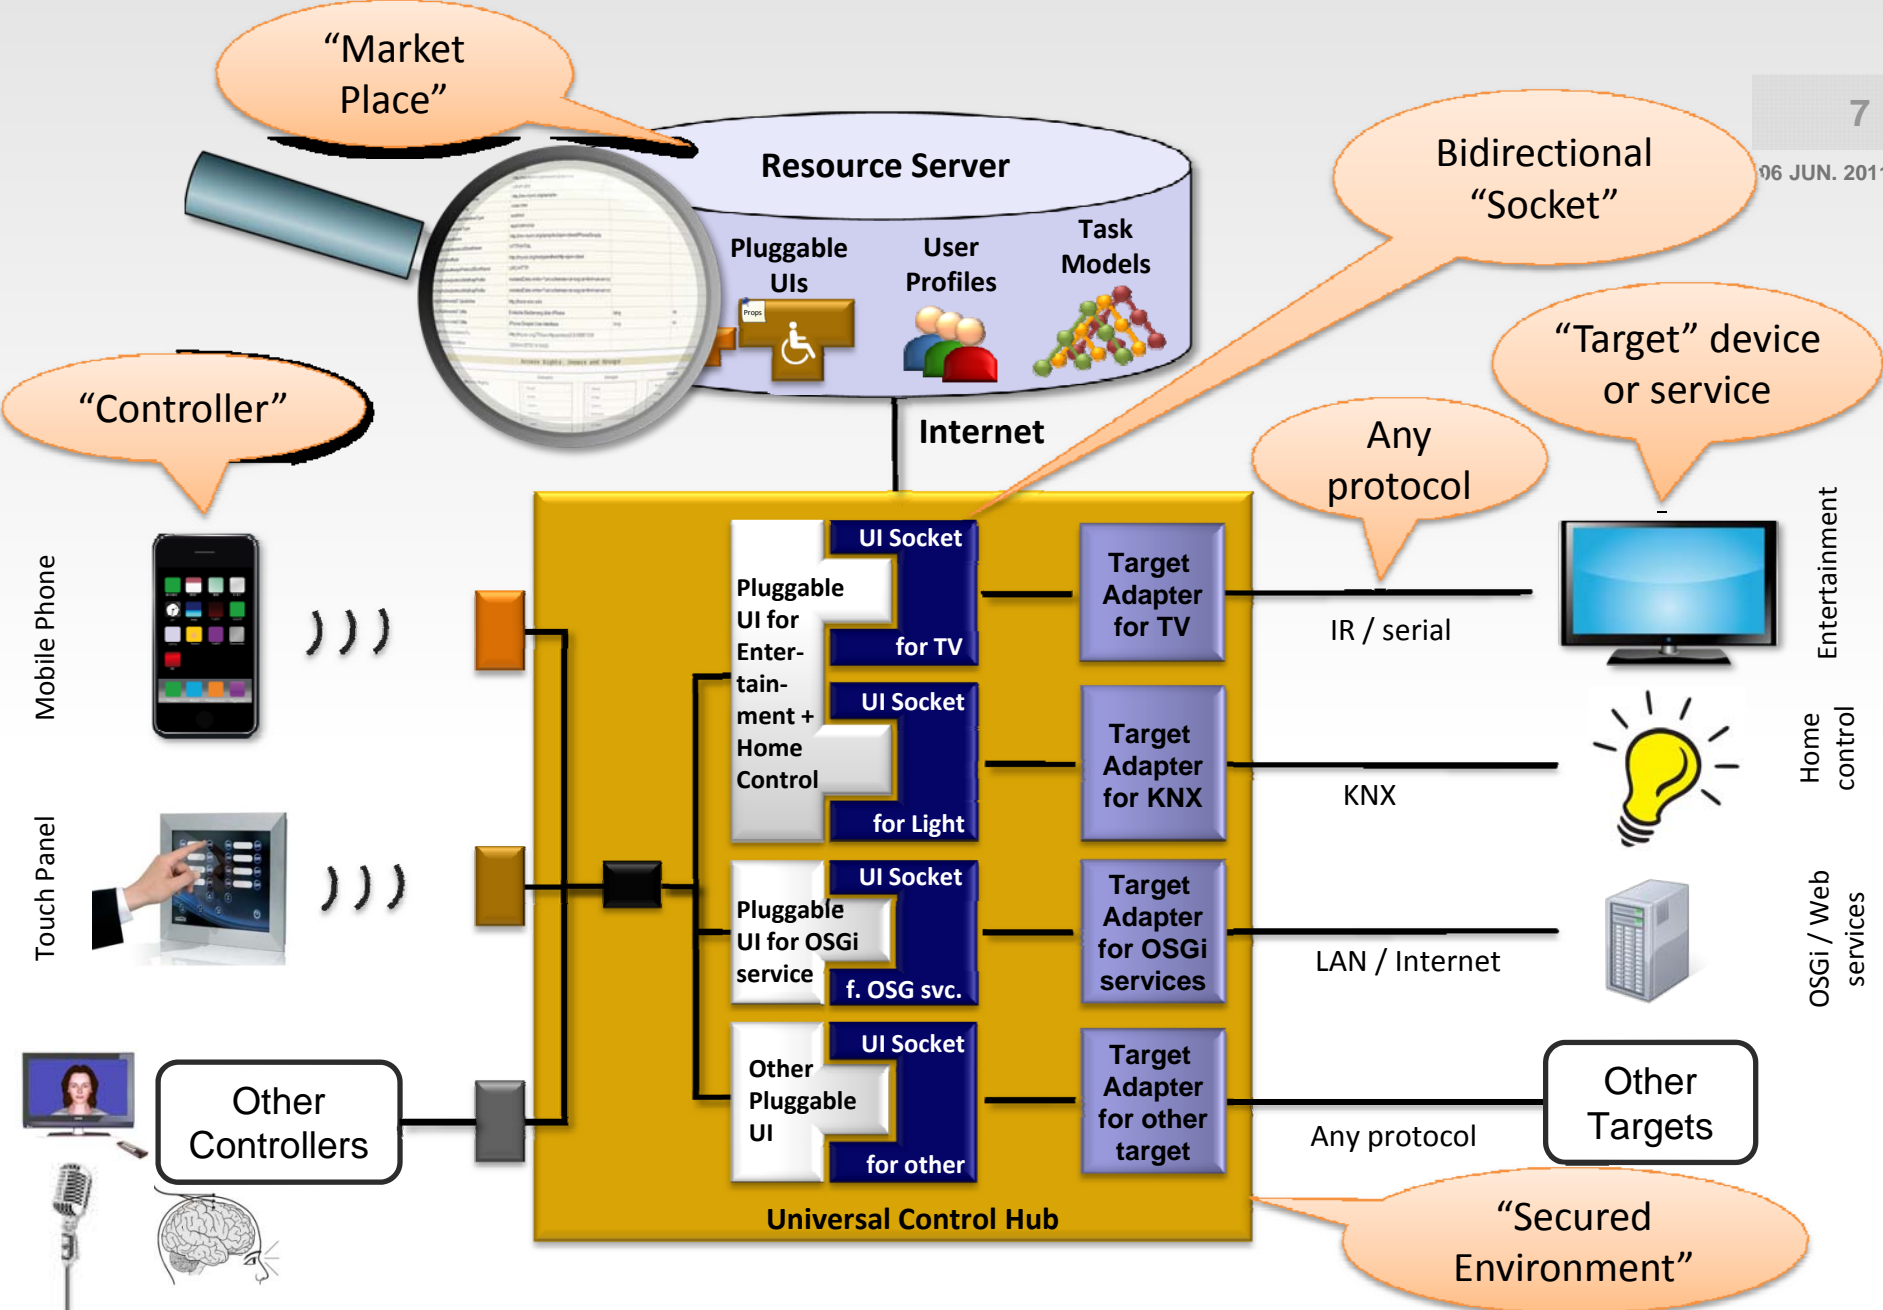 “Market
Place”
7
06 JUN. 201
Resource Server
Bidirectional
“Socket”
Pluggable
UIs
Props
User
Profiles
Task
Models
“Target” device
or service
“Controller”
Internet
Any
protocol
Mobile Phone
Touch Panel
Other
Controllers
Pluggable
UI for
Enter-
tain-
ment +
Home
Control
UI Socket
for TV
UI Socket
for Light
Pluggable
UI for OSGi
service
UI Socket
f. OSG svc.
Other
Pluggable
UI
UI Socket
for other
Target
Adapter
for TV
Target
Adapter
for KNX
Target
Adapter
for OSGi
services
Target
Adapter
for other
target
IR / serial
KNX
LAN / Internet
Any protocol
Entertainment
Home
control
OSGi / Web
services
Other
Targets
Universal Control Hub
“Secured
Environment”